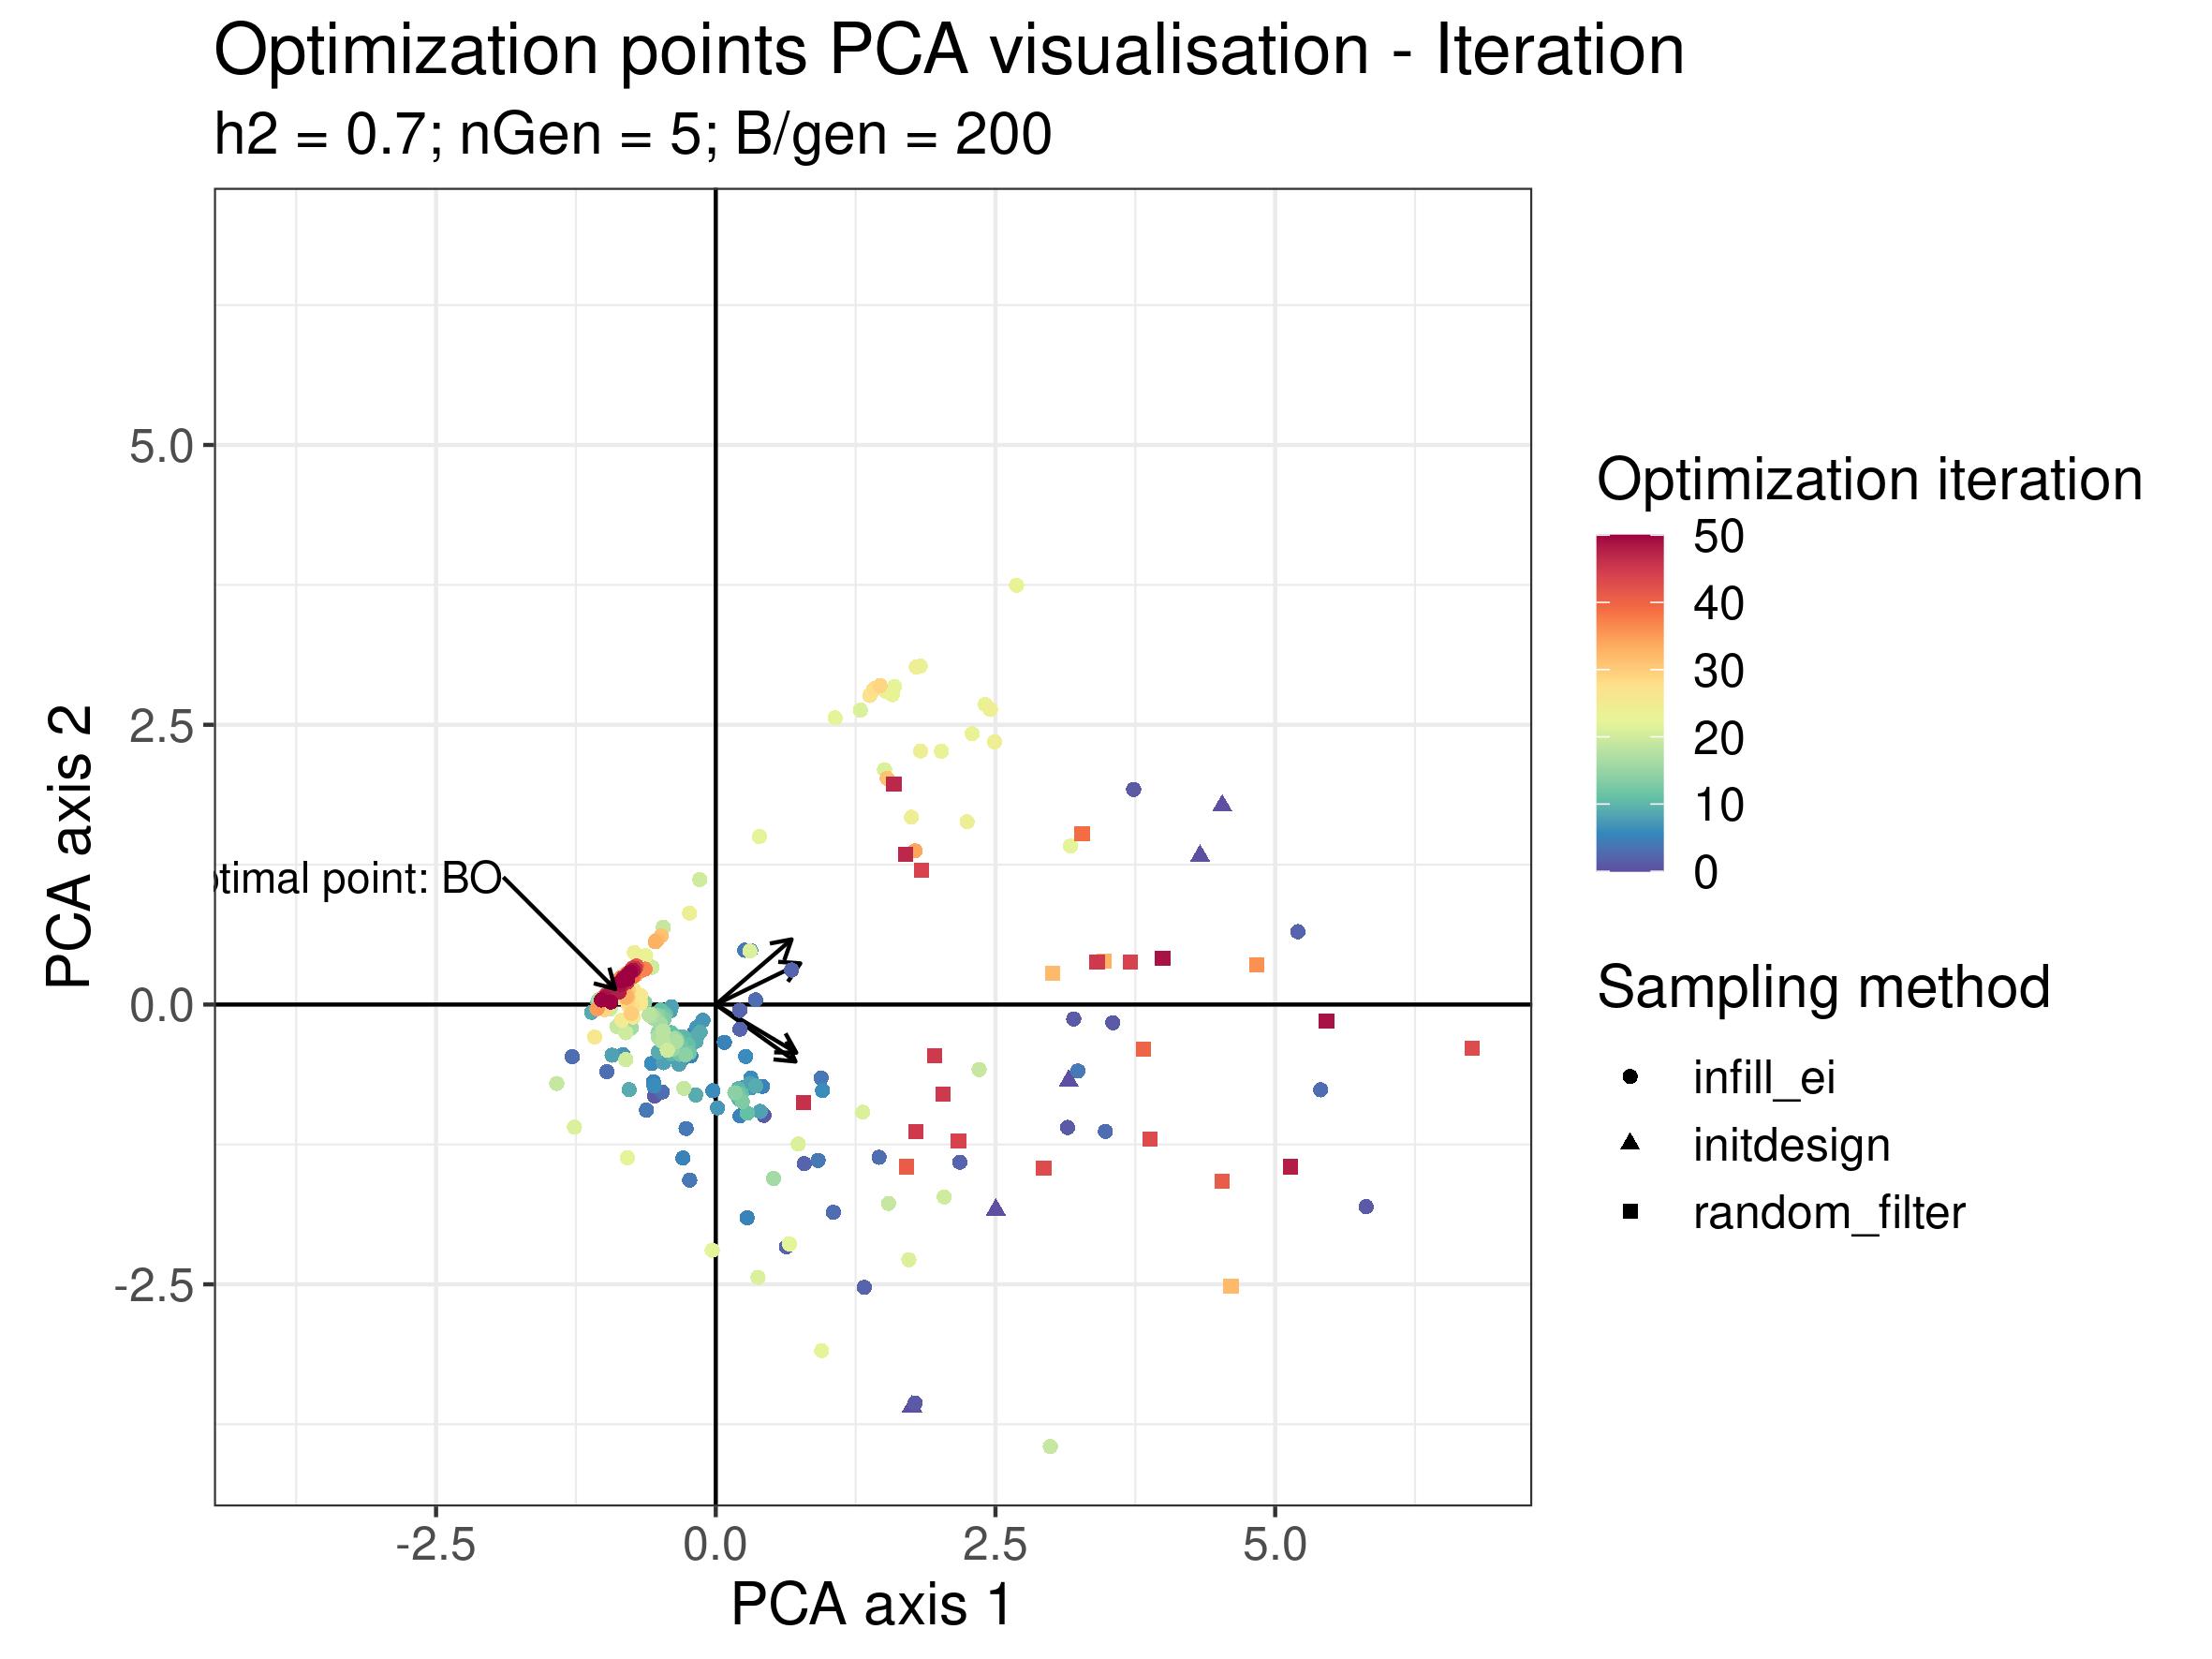 Optimization points PCA visualisation - Iteration
h2 = 0.7; nGen = 5; B/gen = 200
PCA axis 2
5.0
2.5
0.0
-2.5
point: BO
-2.5
0.0
2.5
5.0
PCA axis 1
Optimization iteration
50
40
30
20
10
0
Sampling method
infill_ei
initdesign
random_filter